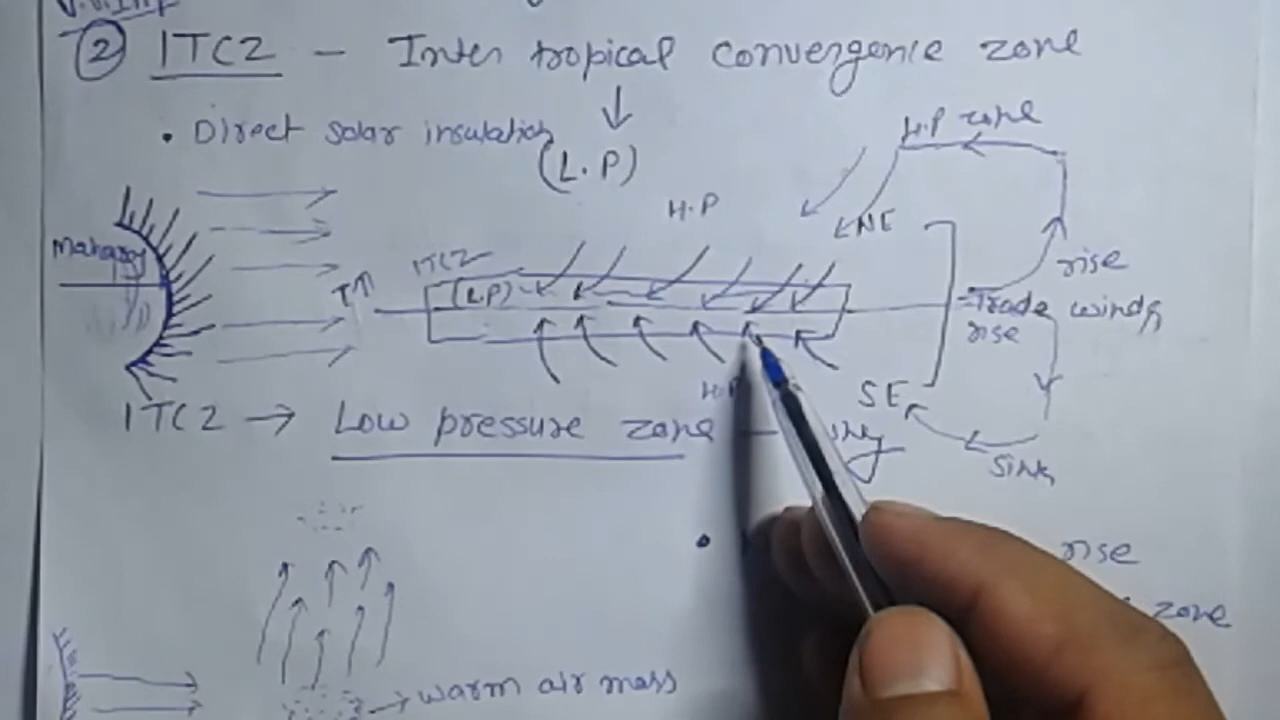 V.V.Imp
② ITCZ - Inter tropical convergence zone
• Direct solar insulation
(L.P)
H.P zone
H.P
NE
ITCZ
(L.P)
T↑↑
rise
Trade winds
rise
H.P
SE
sink
ITCZ → Low pressure zone -
rise
zone
→ warm air mass